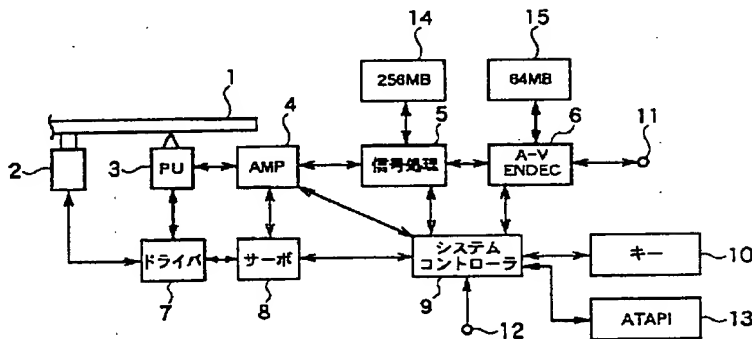 14
15
256MB
64MB
1
4
5
6
11
2
3
PU
AMP
信号処理
A-V
ENDEC
ドライバ
サーボ
システム
コントローラ
キー
10
7
8
9
12
ATAPI
13